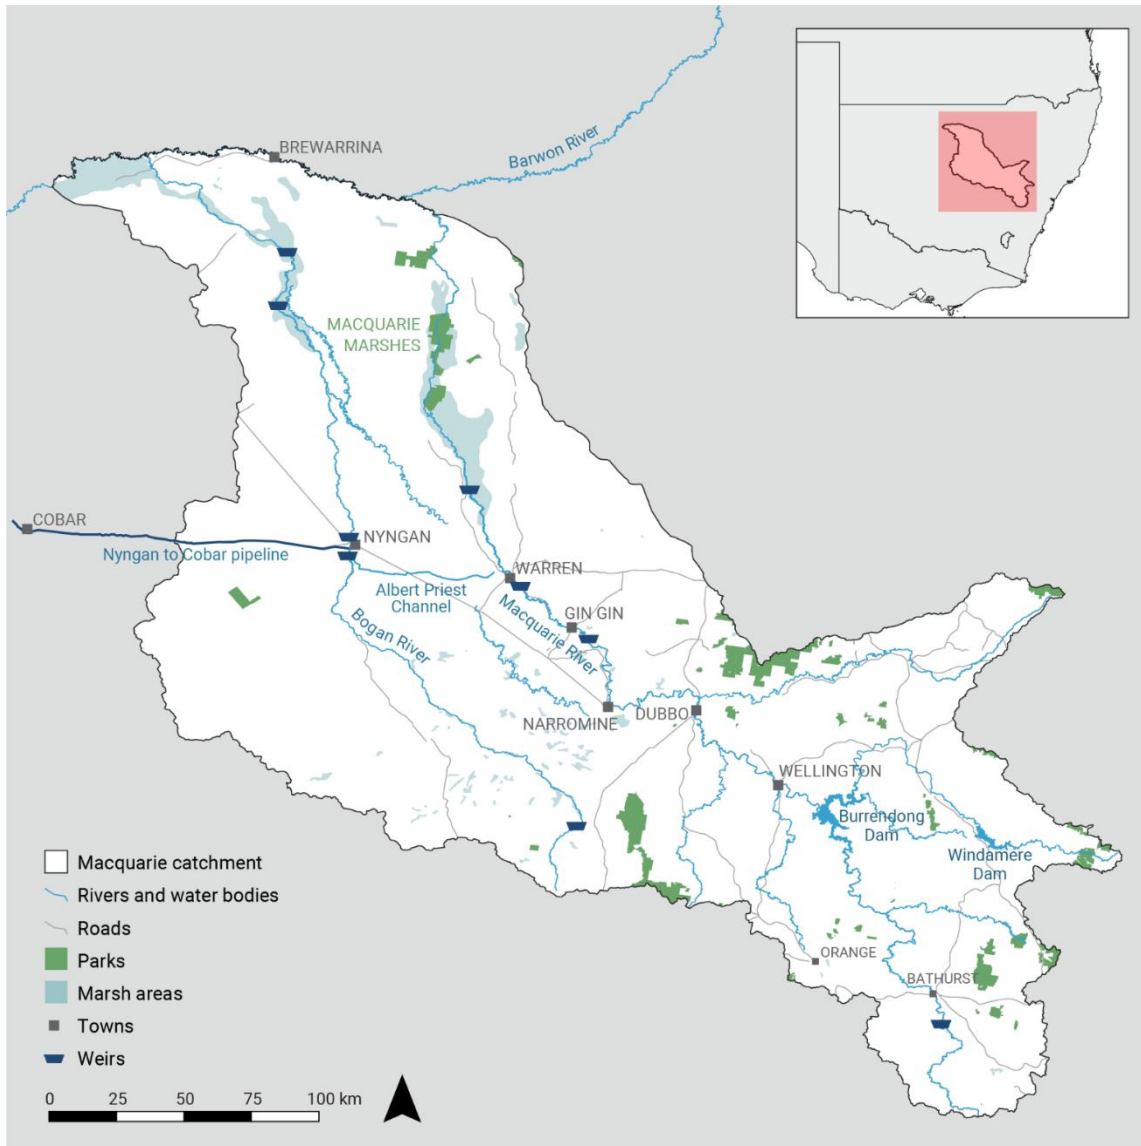 Barwon River
BREWARRINA
MACQUARIE
MARSHES
COBAR
NYNGAN
Nyngan to Cobar pipeline
WARREN
Albert Priest
Channel
GIN GIN
Macquarie River
Bogan River
NARROMINE
DUBBO
WELLINGTON
Burrendong
Dam
Windamere
Dam
ORANGE
BATHURST
Macquarie catchment
Rivers and water bodies
Roads
Parks
Marsh areas
Towns
Weirs
0 25 50 75 100 km